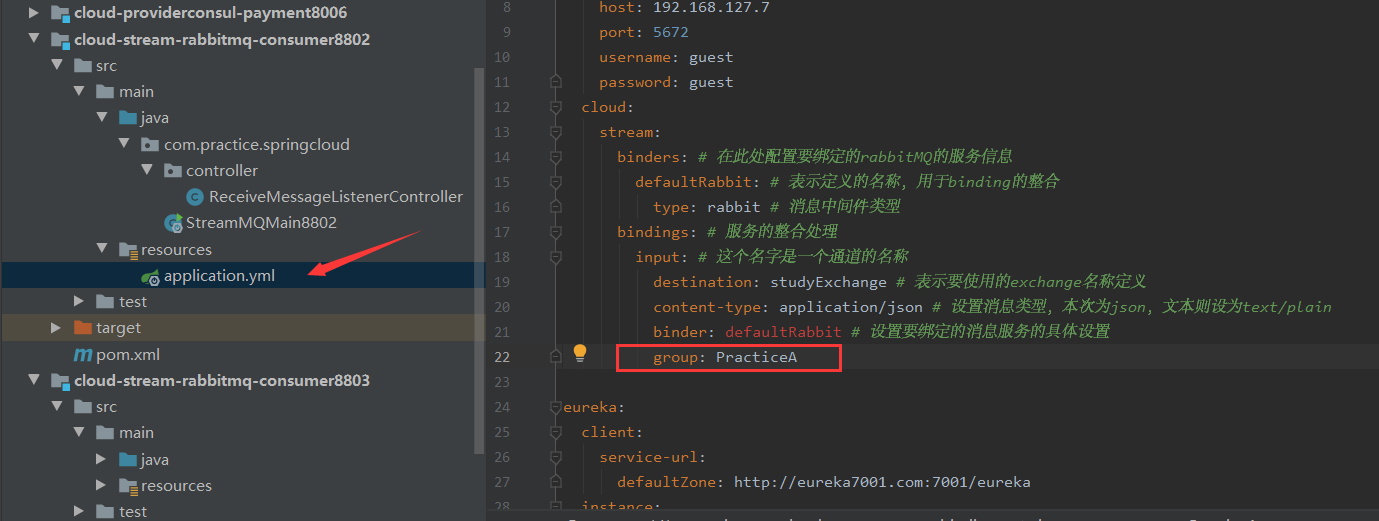 cloud-providerconsul-payment8006
cloud-stream-rabbitmq-consumer8802
src
main
java
com.practice.springcloud
controller
ReceiveMessageListenerController
StreamMQMain8802
resources
application.yml
test
target
pom.xml
cloud-stream-rabbitmq-consumer8803
src
main
java
resources
test
8 host: 192.168.127.7
9 port: 5672
10 username: guest
11 password: guest
12 cloud:
13 stream:
14 binders: # 在此处配置要绑定的rabbitMQ的服务信息
15 defaultRabbit: # 表示定义的名称，用于binding的整合
16 type: rabbit # 消息中间件类型
17 bindings: # 服务的整合处理
18 input: # 这个名字是一个通道的名称
19 destination: studyExchange # 表示要使用的exchange名称定义
20 content-type: application/json # 设置消息类型，本次为json，文本则设为text/plain
21 binder: defaultRabbit # 设置要绑定的消息服务的具体设置
22 group: PracticeA
23
24 eureka:
25 client:
26 service-url:
27 defaultZone: http://eureka7001.com:7001/eureka
28 instance: